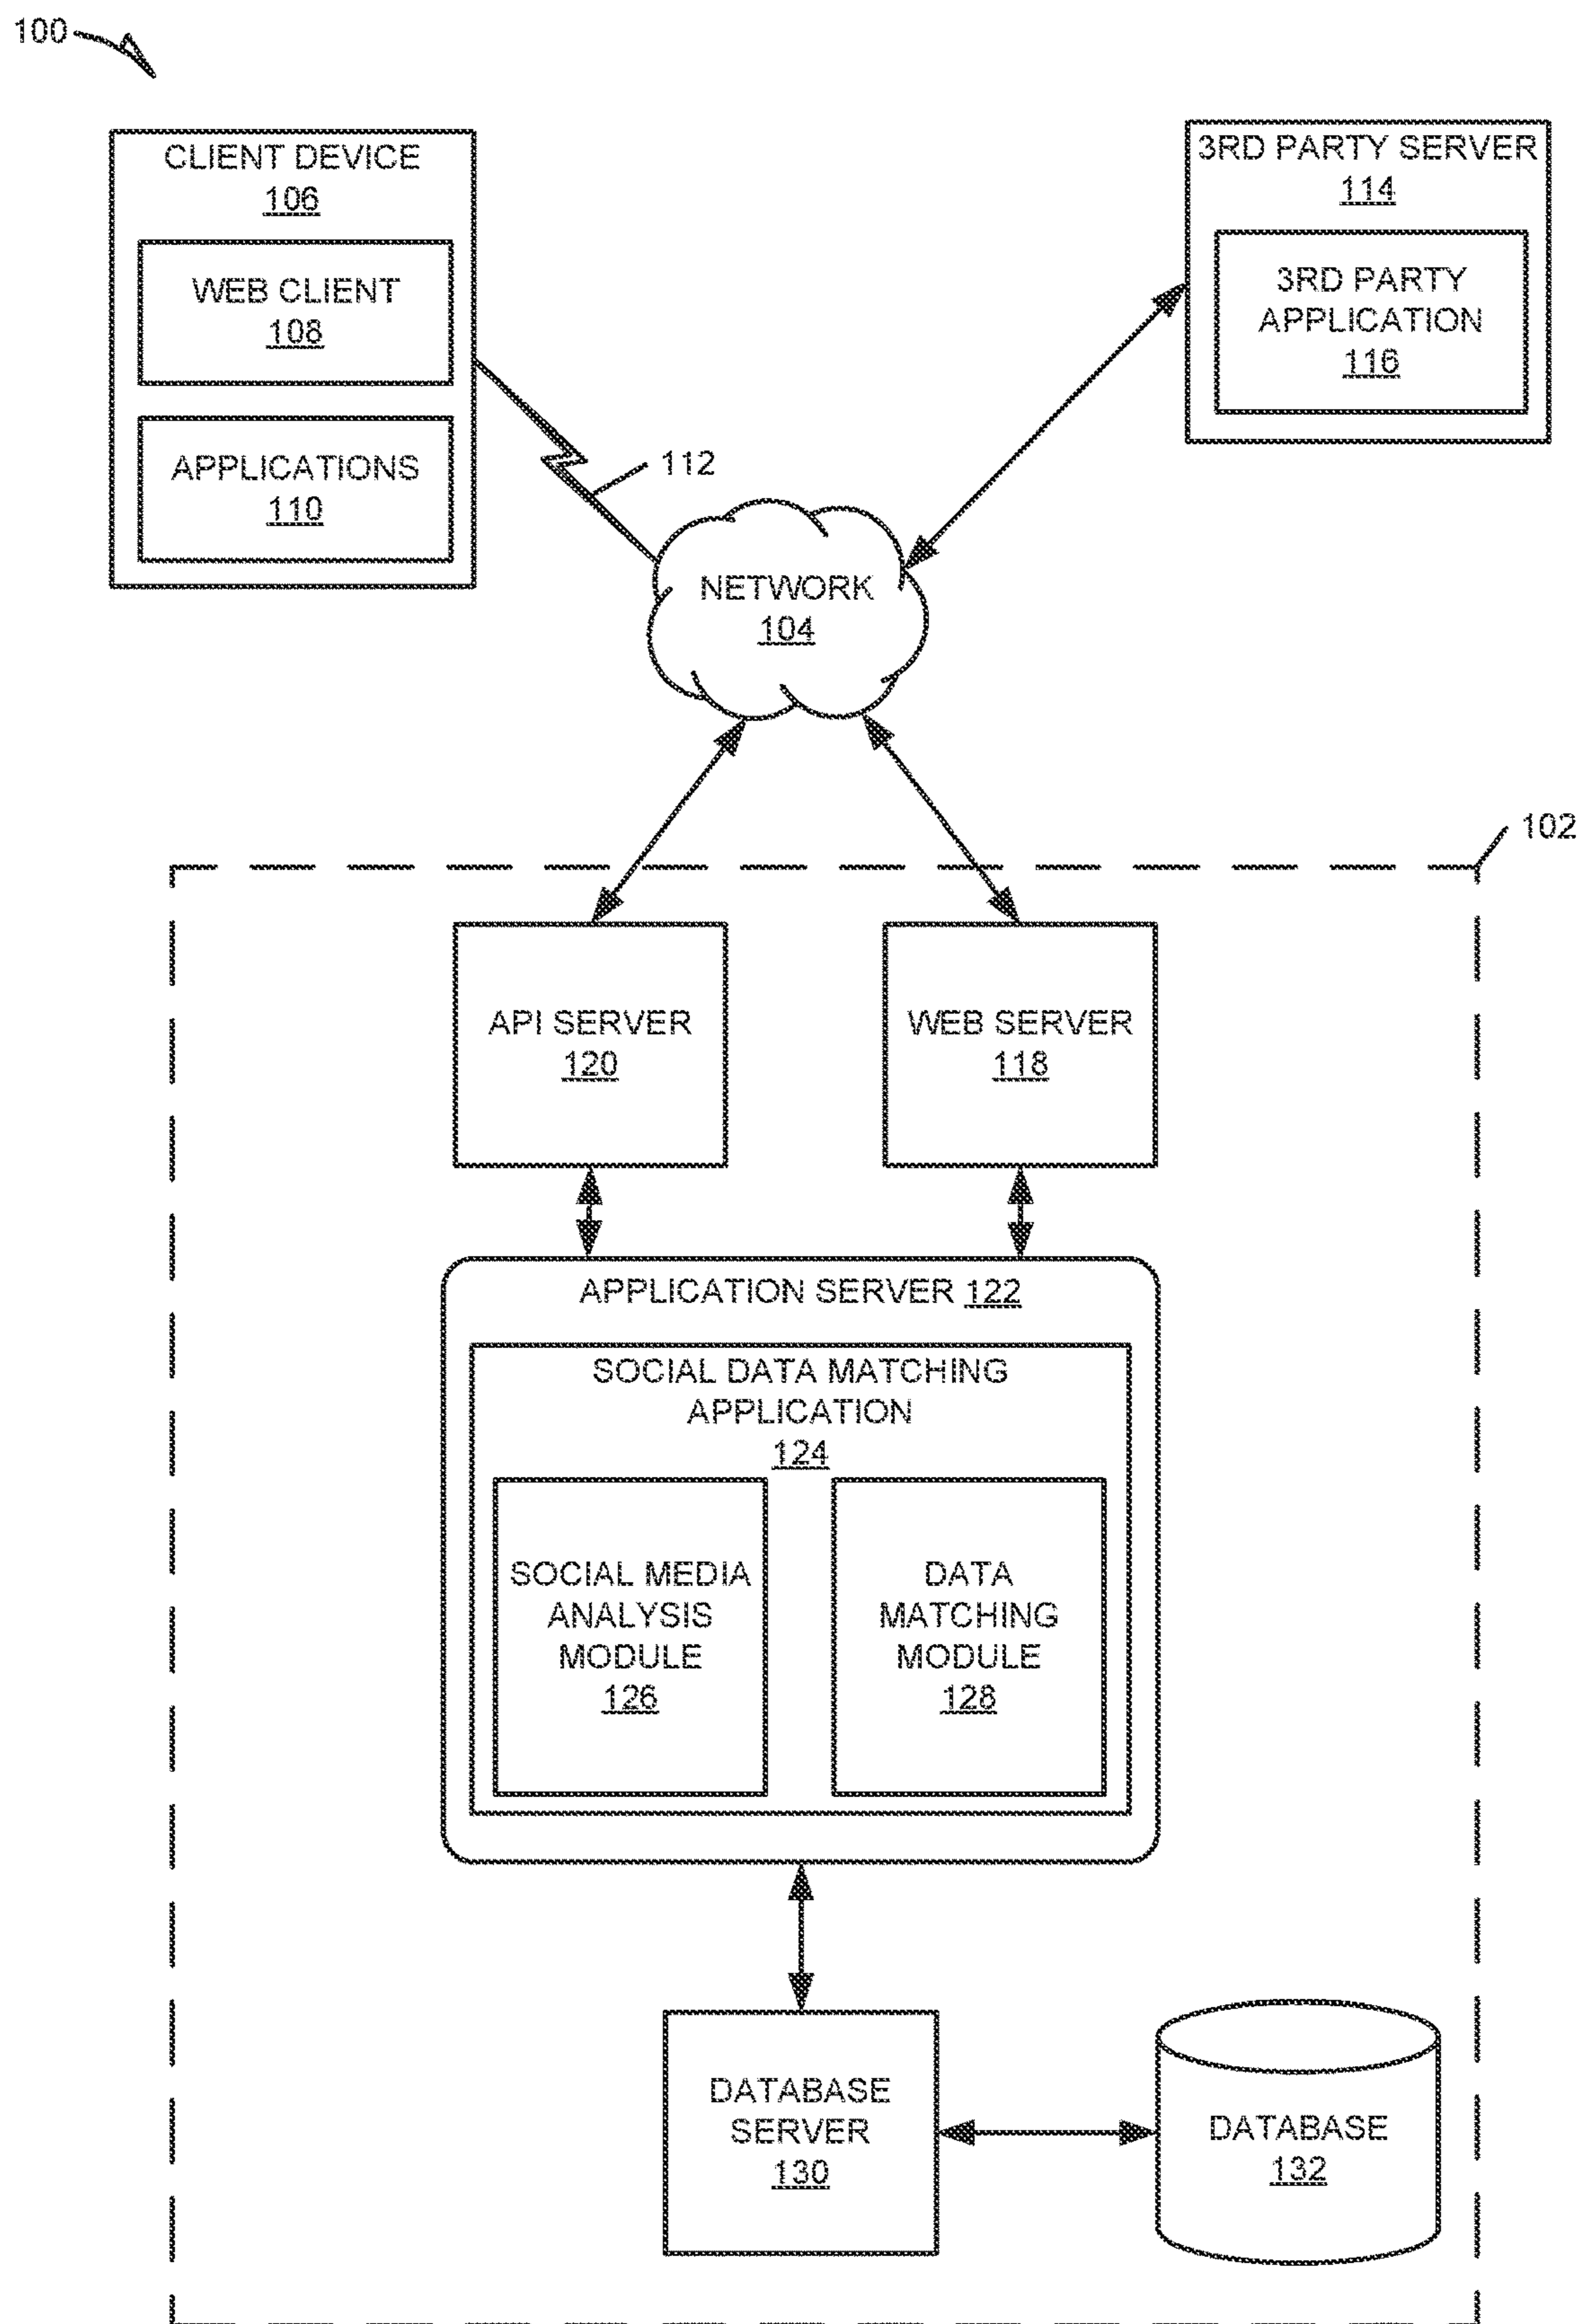 100
CLIENT DEVICE
106
WEB CLIENT
108
APPLICATIONS
110
3RD PARTY SERVER
114
3RD PARTY
APPLICATION
116
112
NETWORK
104
102
API SERVER
120
WEB SERVER
118
APPLICATION SERVER 122
SOCIAL DATA MATCHING
APPLICATION
124
SOCIAL MEDIA
ANALYSIS
MODULE
126
DATA
MATCHING
MODULE
128
DATABASE
SERVER
130
DATABASE
132